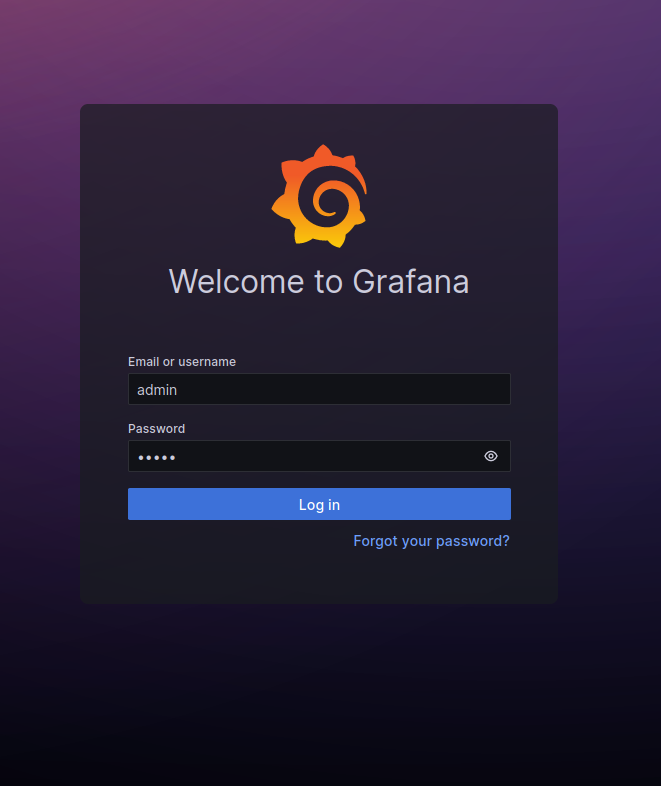 Welcome to Grafana
Email or username
admin
Password
•••••
Log in
Forgot your password?